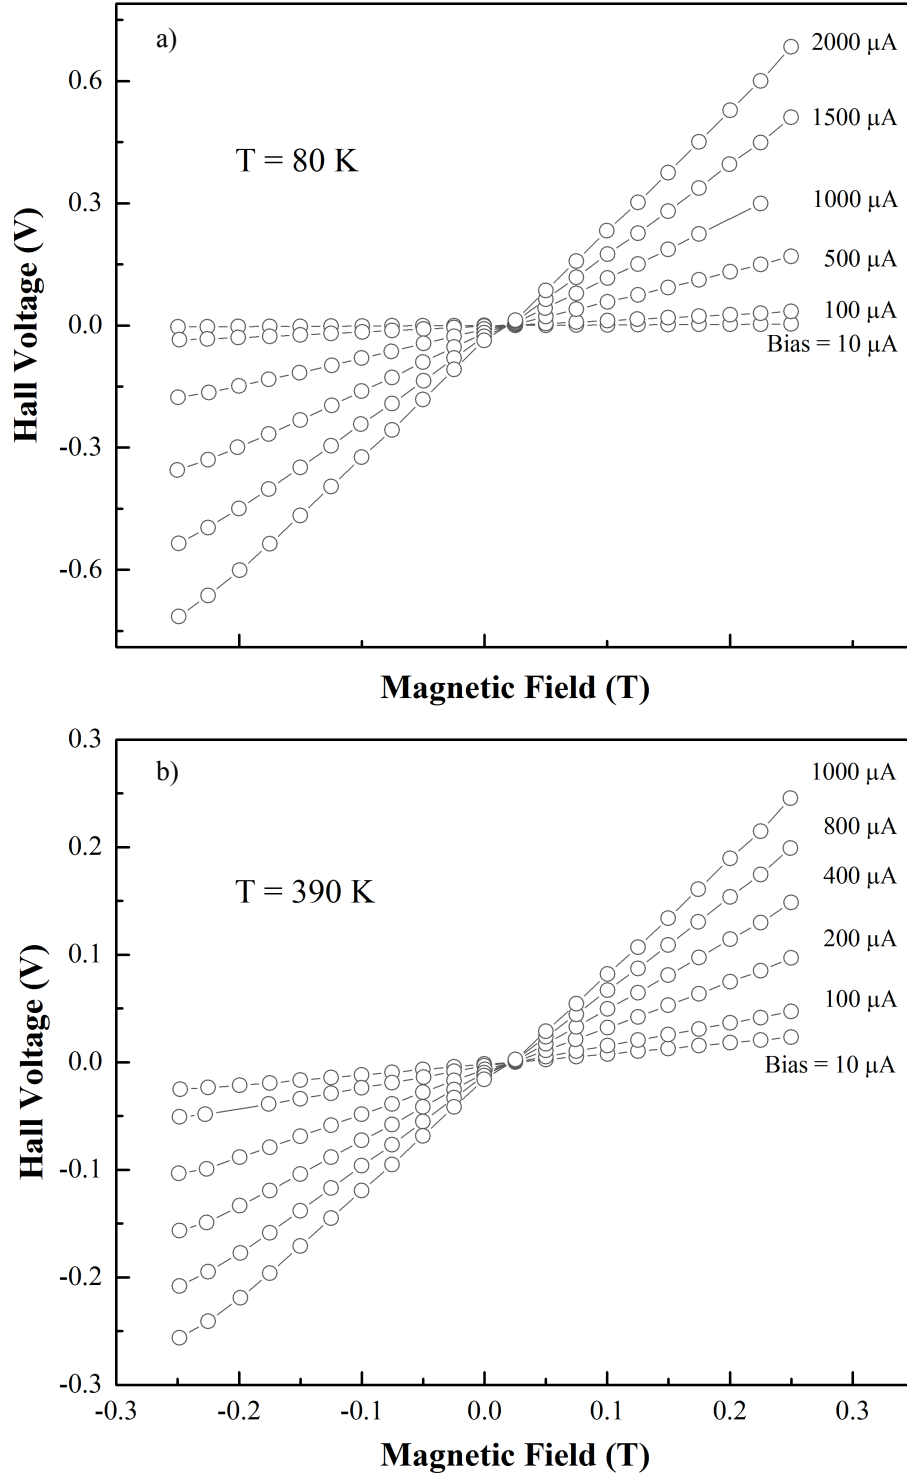 a)
2000 µA
0.6
1500 µA
T = 80 K
1000 µA
0.3
500 µA
100 µA
0.0
Bias = 10 µA
Hall Voltage (V)
-0.3
-0.6
Magnetic Field (T)
0.3
b)
1000 µA
800 µA
0.2
400 µA
T = 390 K
200 µA
0.1
100 µA
0.0
Bias = 10 µA
Hall Voltage (V)
-0.1
-0.2
-0.3
-0.3 -0.2 -0.1 0.0 0.1 0.2 0.3
Magnetic Field (T)